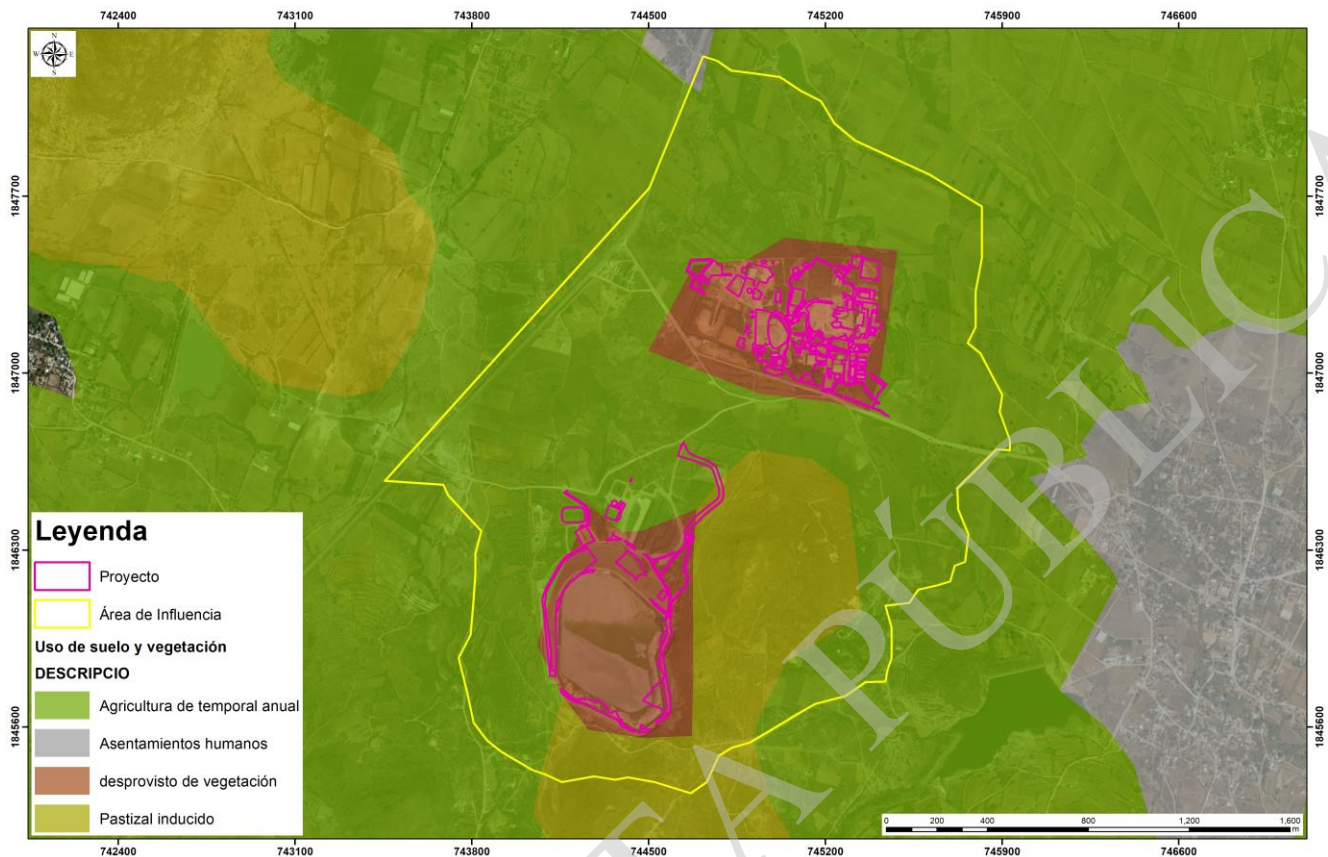 742400 743100 743800 744500 745200 745900 746600
N
W E
S
1847700 1847700
1847000 1847000
1846300 1846300
1845600 1845600
Leyenda
Proyecto
Área de Influencia
Uso de suelo y vegetación
DESCRIPCIO
Agricultura de temporal anual
Asentamientos humanos
desprovisto de vegetación
Pastizal inducido
0 200 400 800 1,200 1,600
m
742400 743100 743800 744500 745200 745900 746600
TA PÚBLICA